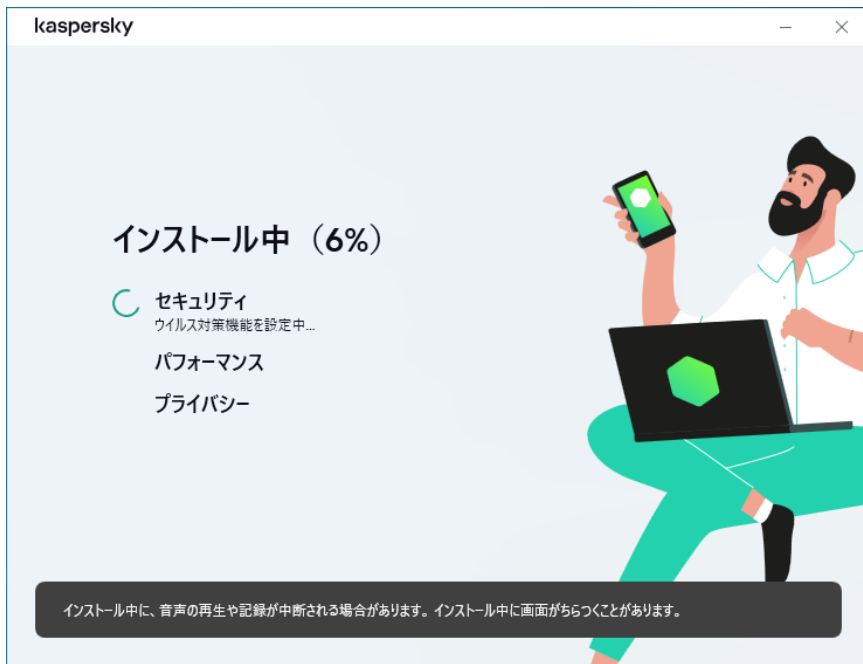 kaspersky
インストール中（6%）
セキュリティ
ウイルス対策機能を設定中...
パフォーマンス
プライバシー
インストール中に、音声の再生や記録が中断される場合があります。インストール中に画面がちらつくことがあります。